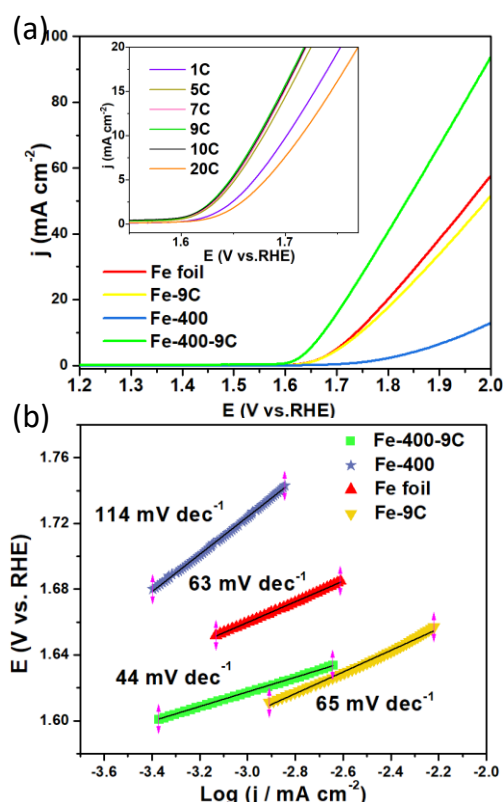 (a)
100
80
60
40
20
0
j (mA cm-2)
20
15
10
5
0
j (mA cm-2)
1C
5C
7C
9C
10C
20C
1.6 1.7
E (V vs.RHE)
Fe foil
Fe-9C
Fe-400
Fe-400-9C
1.2 1.3 1.4 1.5 1.6 1.7 1.8 1.9 2.0
E (V vs.RHE)
(b)
1.76
1.72
1.68
1.64
1.60
E (V vs. RHE)
Fe-400-9C
Fe-400
Fe foil
Fe-9C
114 mV dec-1
63 mV dec-1
44 mV dec-1
65 mV dec-1
-3.6 -3.4 -3.2 -3.0 -2.8 -2.6 -2.4 -2.2 -2.0
Log (j / mA cm-2)